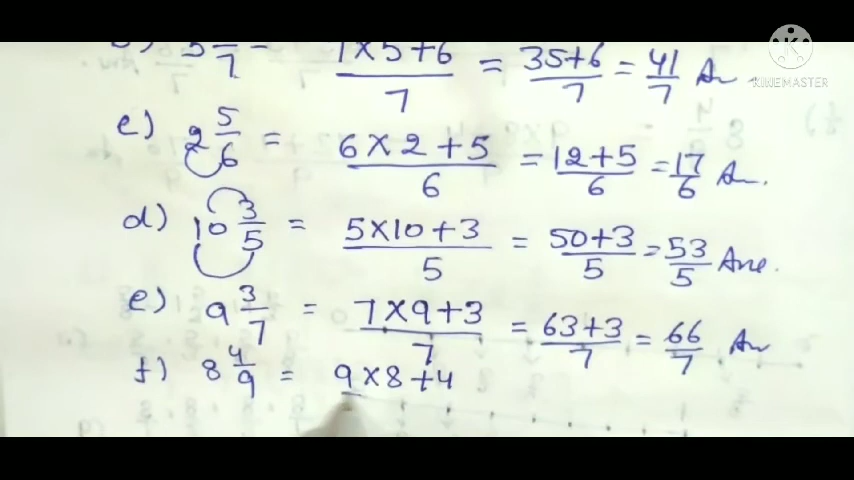 5 /7 = 7×5+6/7 = 35+6/7 = 41/7 An
KINEMASTER
c) 2 5/6 = 6×2+5/6 = 12+5/6 = 17/6 An.
d) 10 3/5 = 5×10+3/5 = 50+3/5 = 53/5 Ans.
e) 9 3/7 = 7×9+3/7 = 63+3/7 = 66/7 An
f) 8 4/9 = 9×8+4